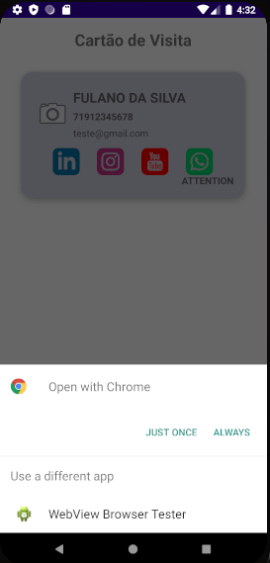 4:32
Cartão de Visita
FULANO DA SILVA
71912345678
teste@gmail.com
in
You
Tube
ATTENTION
Open with Chrome
JUST ONCE ALWAYS
Use a different app
WebView Browser Tester